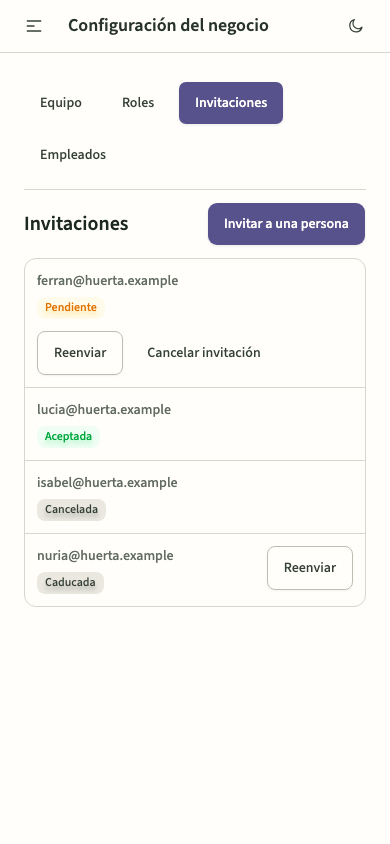 Configuración del negocio
Equipo Roles Invitaciones
Empleados
Invitaciones Invitar a una persona
ferran@huerta.example
Pendiente
Reenviar Cancelar invitación
lucia@huerta.example
Aceptada
isabel@huerta.example
Cancelada
nuria@huerta.example
Reenviar
Caducada